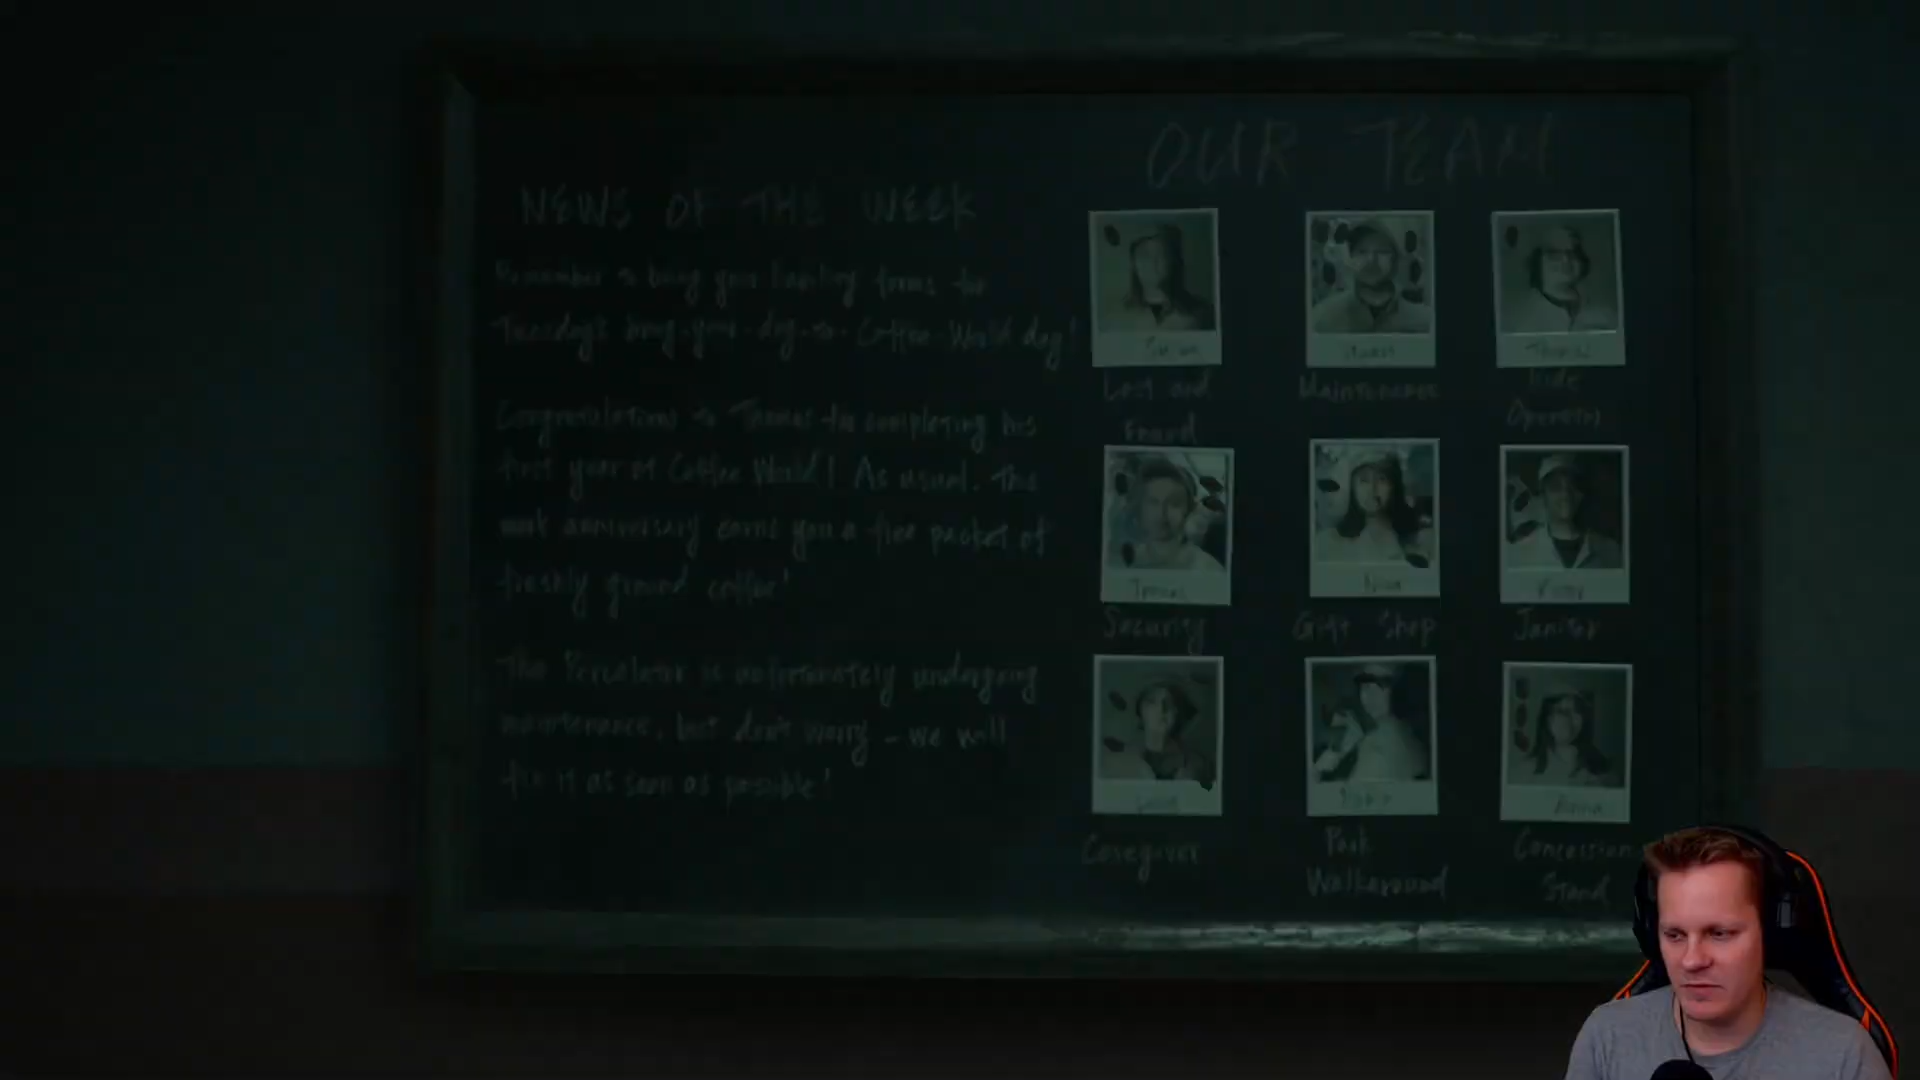 NEWS OF THE WEEK
Remember to bring your liability forms for
Tuesday's bring-your-dog-to-Coffee-World day!
Congratulations to Thomas for completing his
first year at Coffee World! As usual, this
work anniversary earns you a free packet of
freshly ground coffee!
The Percolator is unfortunately undergoing
maintenance, but don't worry - we will
fix it as soon as possible!
OUR TEAM
Lost and
Found
Maintenance
Ride
Operator
Security
Nina
Gift Shop
Janitor
Caregiver
Park
Walkaround
Concession
Stand